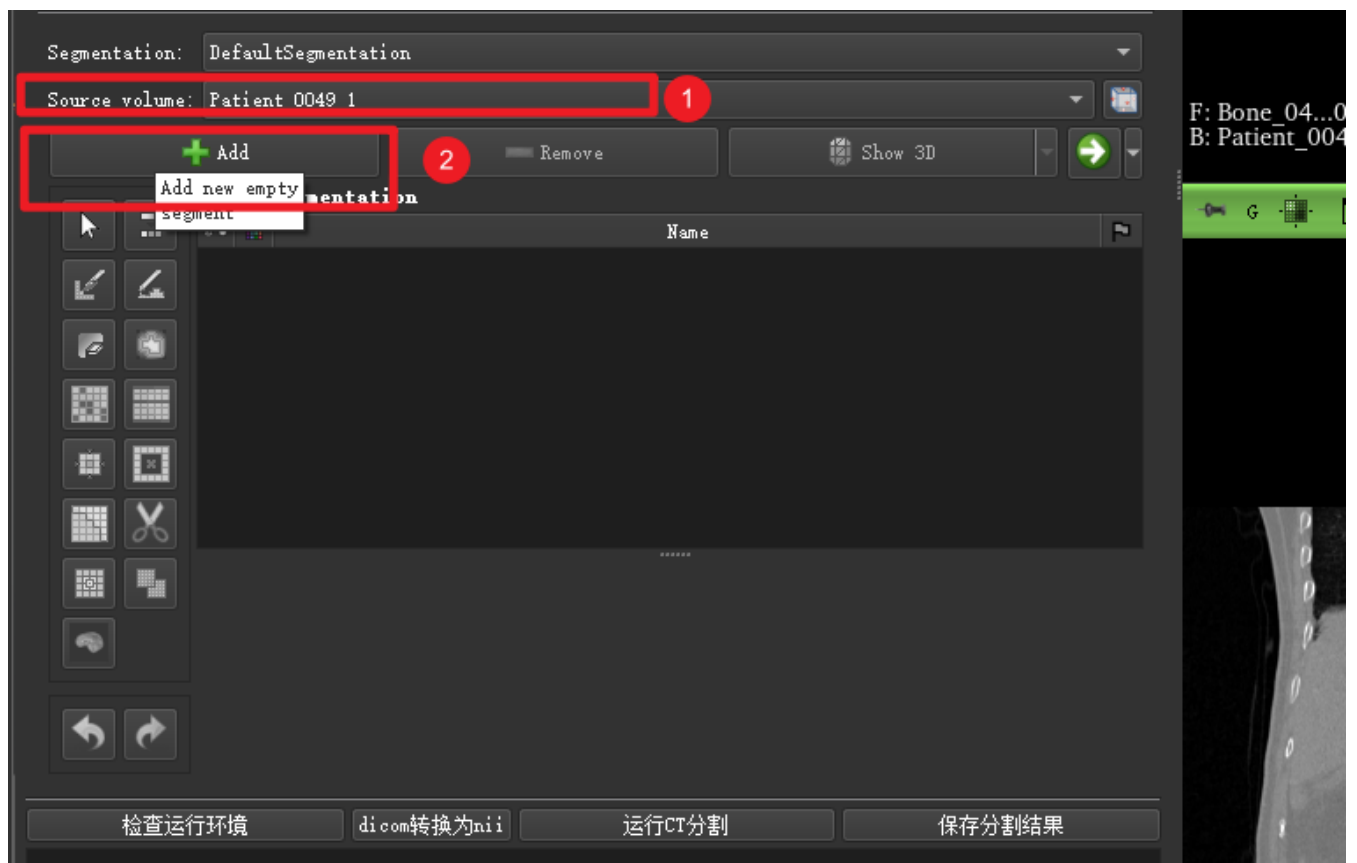 Segmentation: DefaultSegmentation
Source volume: Patient 0049 1
1
Add
2
Remove
Show 3D
Add new empty
segment
mentation
Name
F: Bone_04...0
B: Patient_004
G
检查运行环境
dicom转换为nii
运行CT分割
保存分割结果